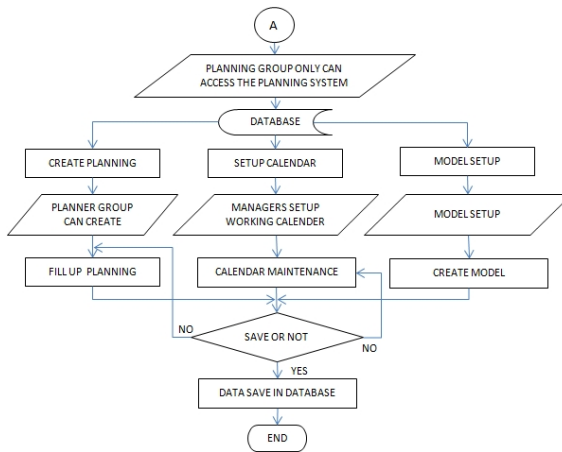 A
PLANNING GROUP ONLY CAN
ACCESS THE PLANNING SYSTEM
DATABASE
CREATE PLANNING
SETUP CALENDAR
MODEL SETUP
PLANNER GROUP
CAN CREATE
MANAGERS SETUP
WORKING CALENDER
MODEL SETUP
FILL UP PLANNING
CALENDAR MAINTENANCE
CREATE MODEL
NO
SAVE OR NOT
NO
YES
DATA SAVE IN DATABASE
END